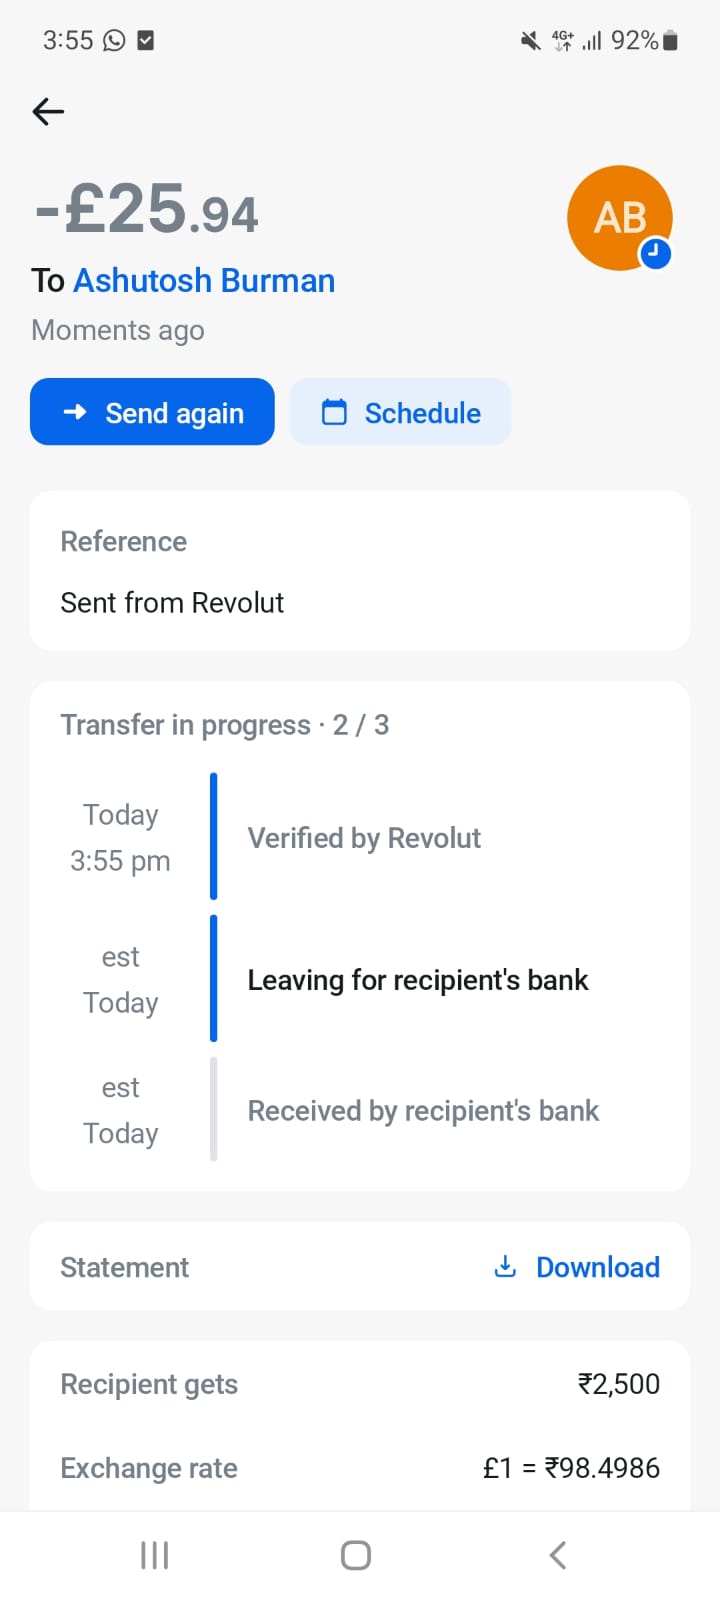 3:55
4G+ 92%
-£25.94
AB
To Ashutosh Burman
Moments ago
Send again
Schedule
Reference
Sent from Revolut
Transfer in progress · 2 / 3
Today
3:55 pm
Verified by Revolut
est
Today
Leaving for recipient's bank
est
Today
Received by recipient's bank
Statement
Download
Recipient gets
₹2,500
Exchange rate
£1 = ₹98.4986